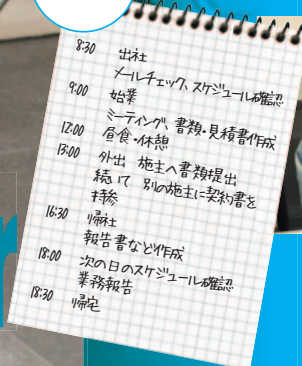 8:30 出社
メールチェック、スケジュール確認
9:00 始業
ミーティング、書類・見積書作成
12:00 昼食・休憩
13:00 外出 施主へ書類提出
続いて 別の施主に契約書を
持参
16:30 帰社
報告書など作成
18:00 次の日のスケジュール確認
業務報告
18:30 帰宅